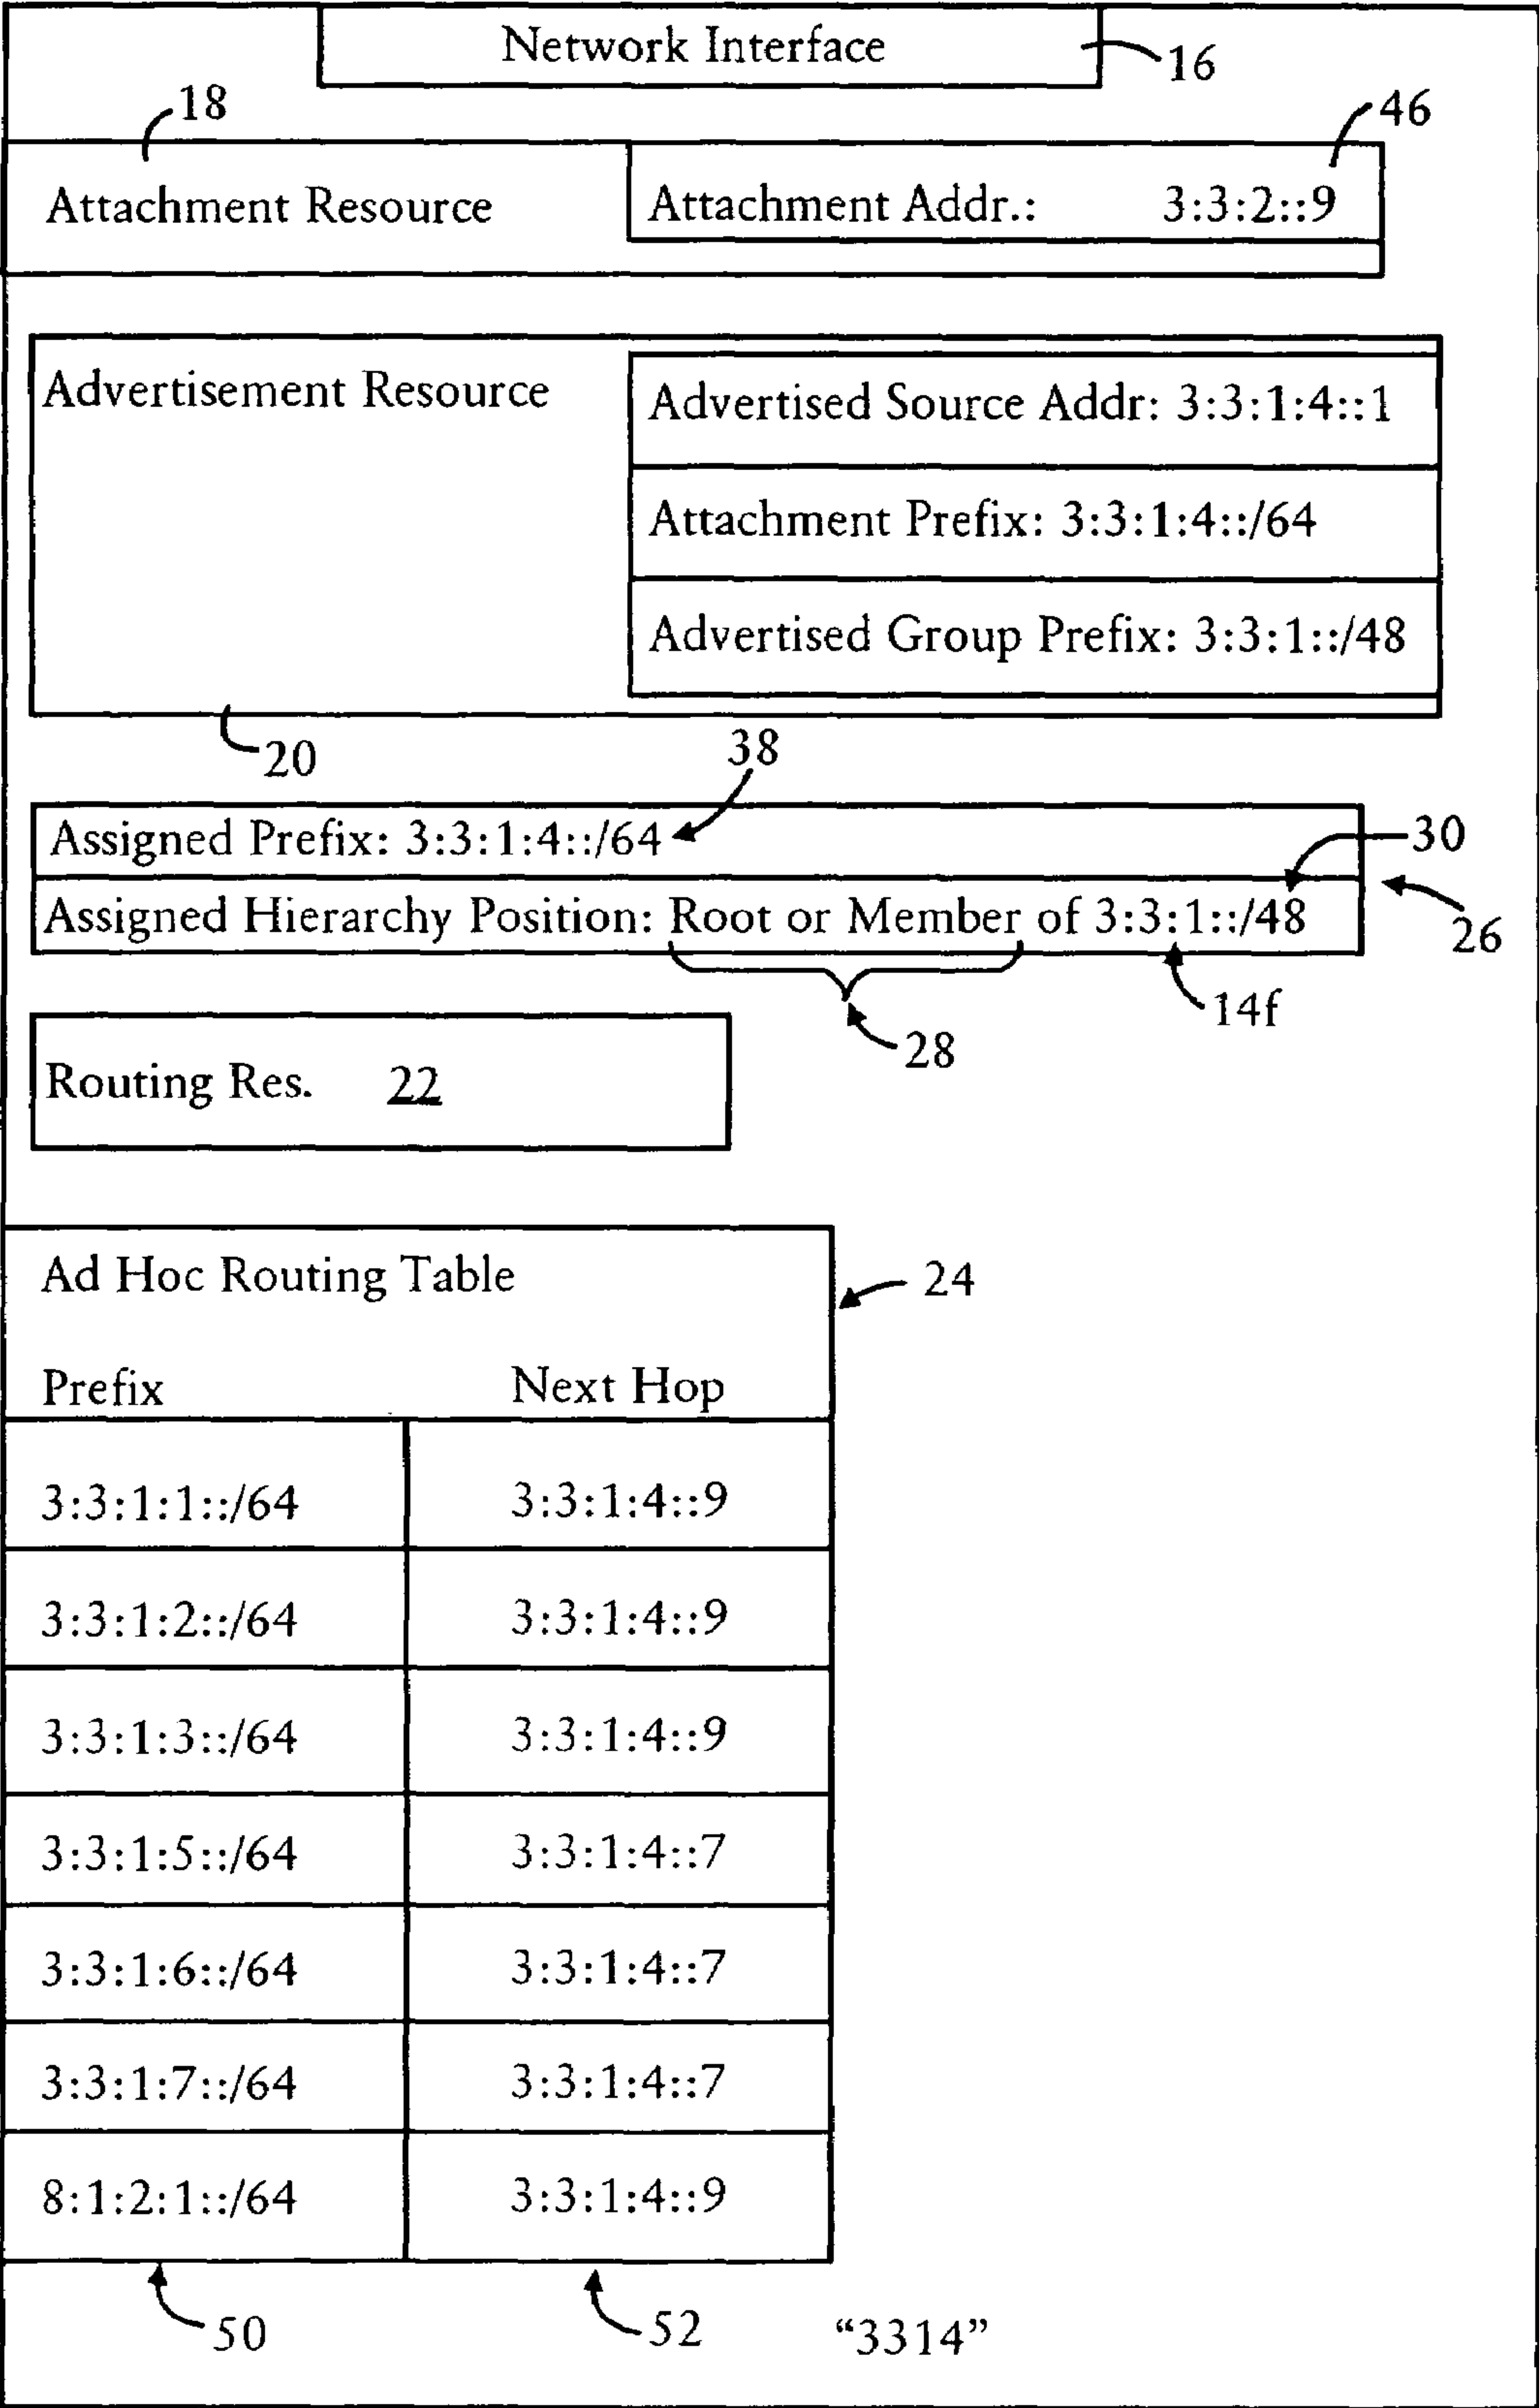 Network Interface
16
18
46
Attachment Resource
Attachment Addr.: 3:3:2::9
Advertisement Resource
Advertised Source Addr: 3:3:1:4::1
Attachment Prefix: 3:3:1:4::/64
Advertised Group Prefix: 3:3:1::/48
20
38
Assigned Prefix: 3:3:1:4::/64
30
Assigned Hierarchy Position: Root or Member of 3:3:1::/48
26
14f
28
Routing Res. 22
Ad Hoc Routing Table
24
Prefix Next Hop
3:3:1:1::/64 3:3:1:4::9
3:3:1:2::/64 3:3:1:4::9
3:3:1:3::/64 3:3:1:4::9
3:3:1:5::/64 3:3:1:4::7
3:3:1:6::/64 3:3:1:4::7
3:3:1:7::/64 3:3:1:4::7
8:1:2:1::/64 3:3:1:4::9
50
52
“3314”